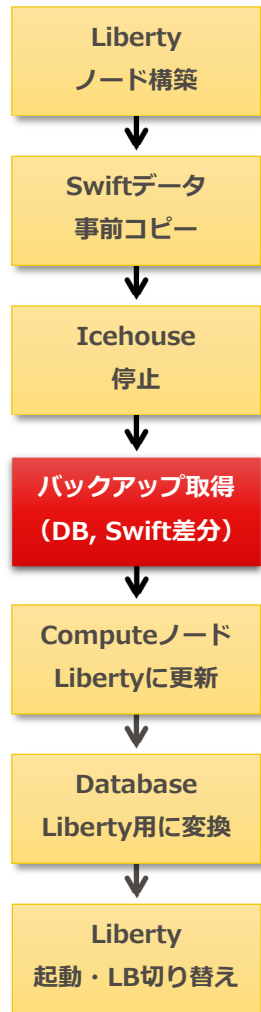 Liberty
ノード構築
Swiftデータ
事前コピー
Icehouse
停止
バックアップ取得
（DB, Swift差分）
Computeノード
Libertyに更新
Database
Liberty用に変換
Liberty
起動・LB切り替え